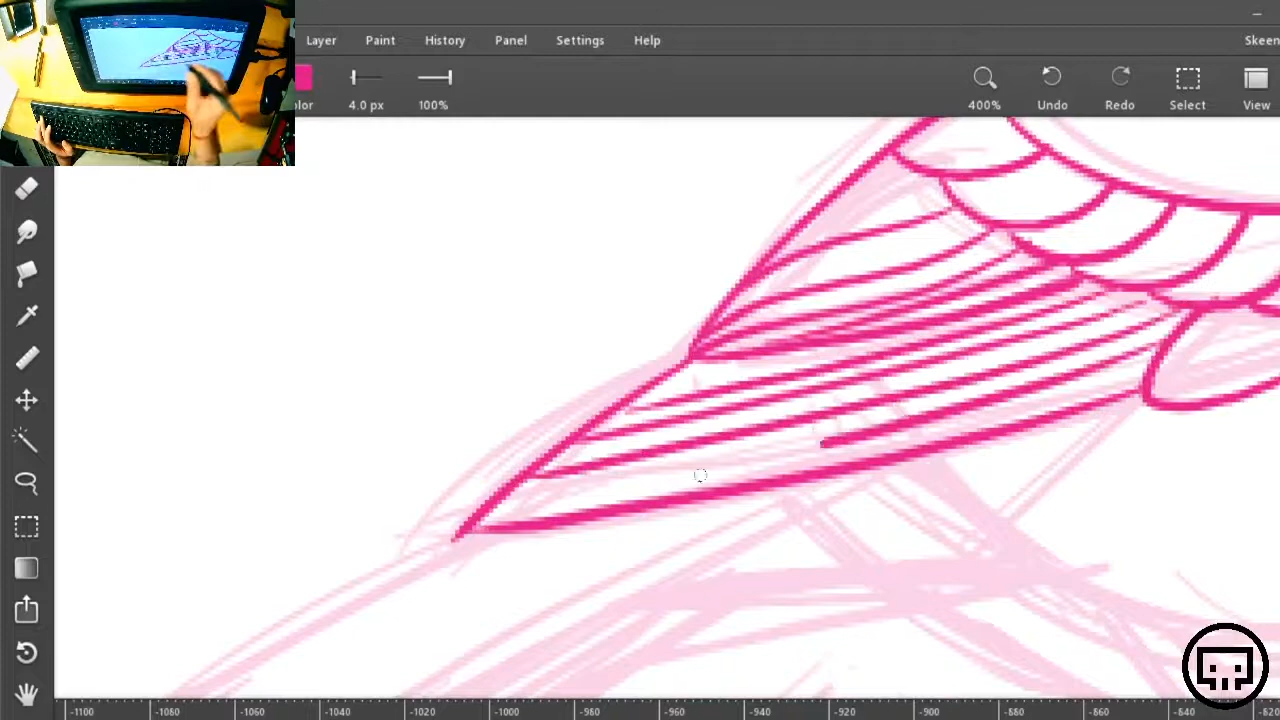 Layer Paint History Panel Settings Help Skeen
olor 4.0 px 100% 400% Undo Redo Select View
-1100 -1080 -1060 -1040 -1020 -1000 -980 -960 -940 -920 -900 -880 -860 -840 -820